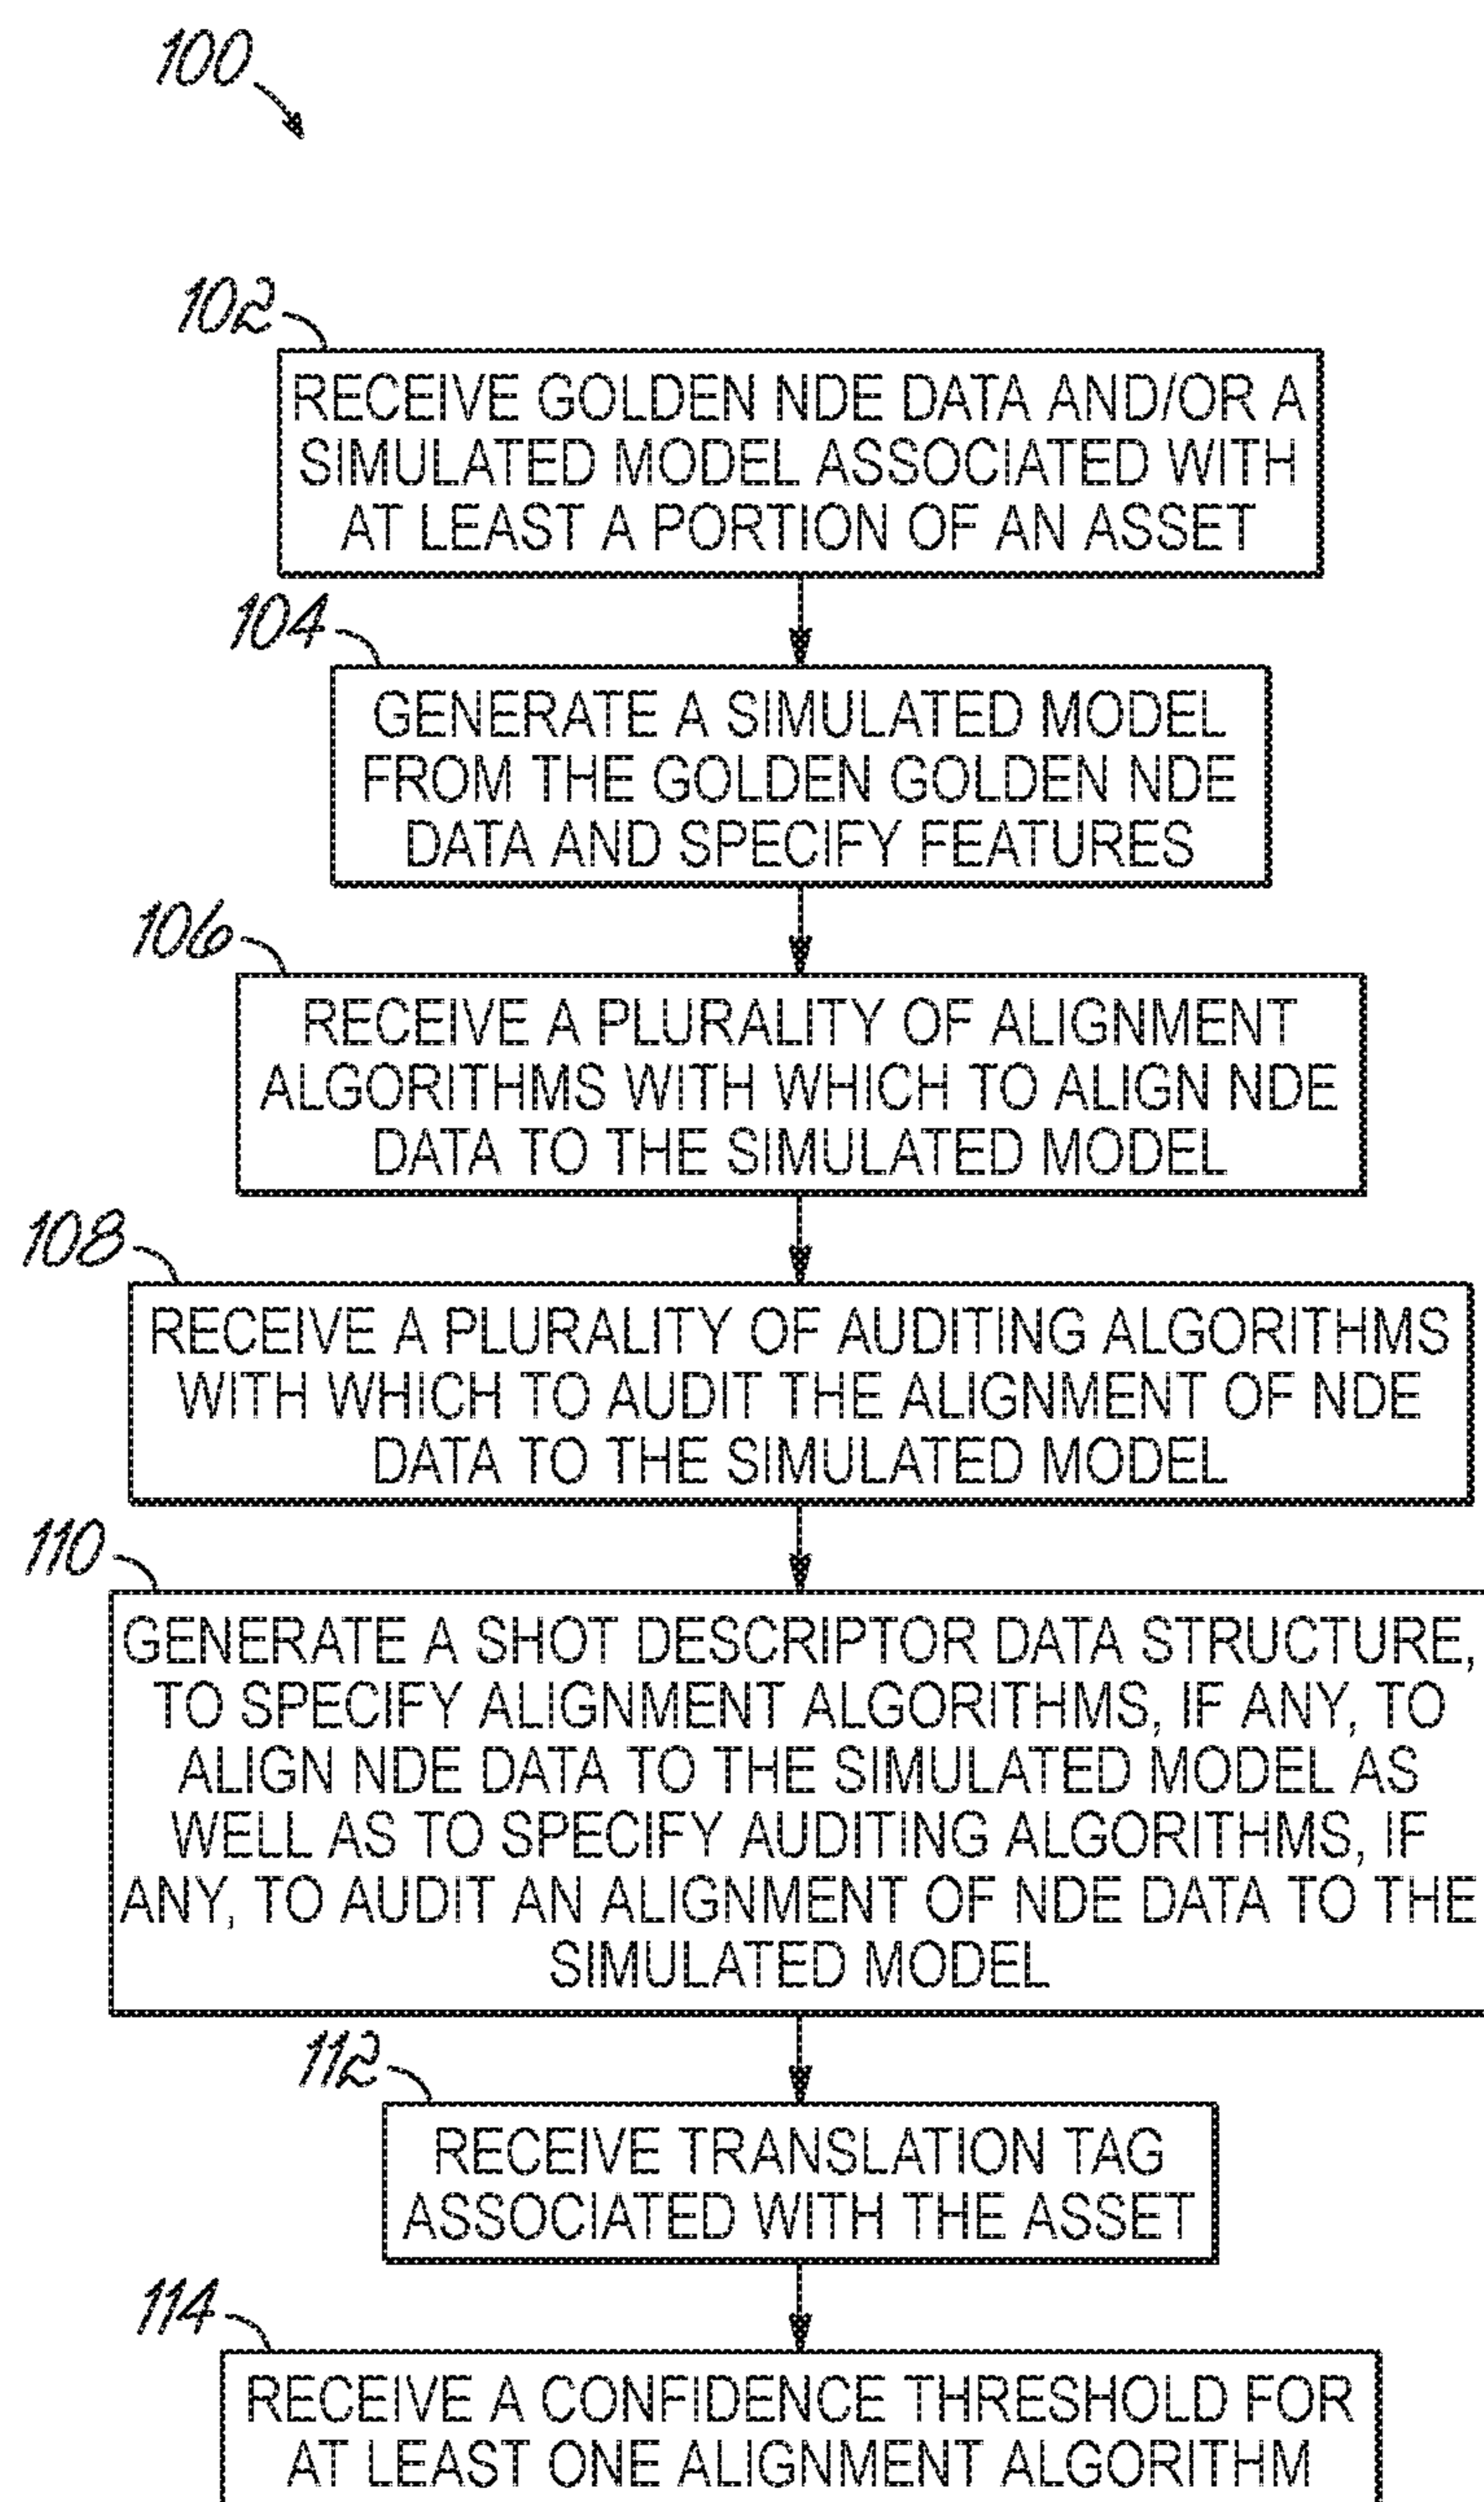 100
102
RECEIVE GOLDEN NDE DATA AND/OR A
SIMULATED MODEL ASSOCIATED WITH
AT LEAST A PORTION OF AN ASSET
104
GENERATE A SIMULATED MODEL
FROM THE GOLDEN GOLDEN NDE
DATA AND SPECIFY FEATURES
106
RECEIVE A PLURALITY OF ALIGNMENT
ALGORITHMS WITH WHICH TO ALIGN NDE
DATA TO THE SIMULATED MODEL
108
RECEIVE A PLURALITY OF AUDITING ALGORITHMS
WITH WHICH TO AUDIT THE ALIGNMENT OF NDE
DATA TO THE SIMULATED MODEL
110
GENERATE A SHOT DESCRIPTOR DATA STRUCTURE,
TO SPECIFY ALIGNMENT ALGORITHMS, IF ANY, TO
ALIGN NDE DATA TO THE SIMULATED MODEL AS
WELL AS TO SPECIFY AUDITING ALGORITHMS, IF
ANY, TO AUDIT AN ALIGNMENT OF NDE DATA TO THE
SIMULATED MODEL
112
RECEIVE TRANSLATION TAG
ASSOCIATED WITH THE ASSET
114
RECEIVE A CONFIDENCE THRESHOLD FOR
AT LEAST ONE ALIGNMENT ALGORITHM